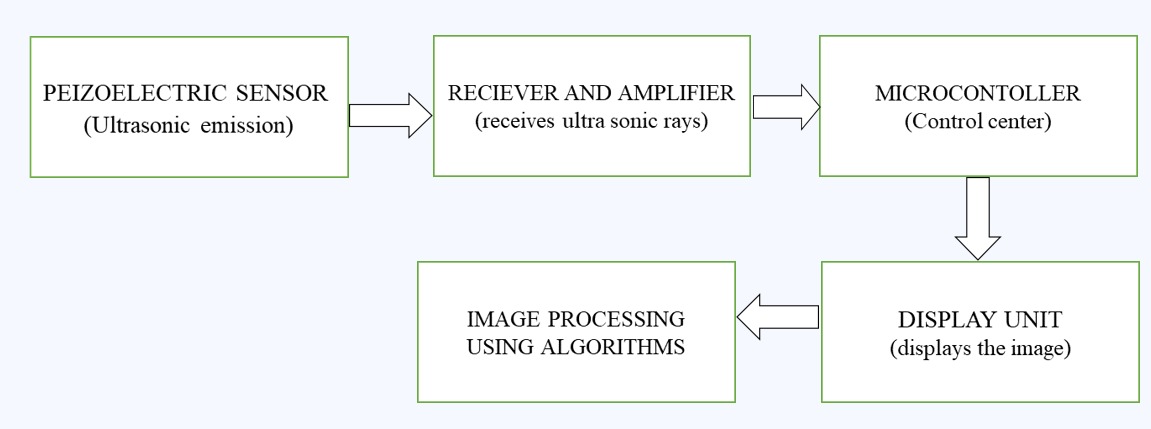 PEIZOELECTRIC SENSOR
(Ultrasonic emission)
RECIEVER AND AMPLIFIER
(receives ultra sonic rays)
MICROCONTOLLER
(Control center)
IMAGE PROCESSING
USING ALGORITHMS
DISPLAY UNIT
(displays the image)